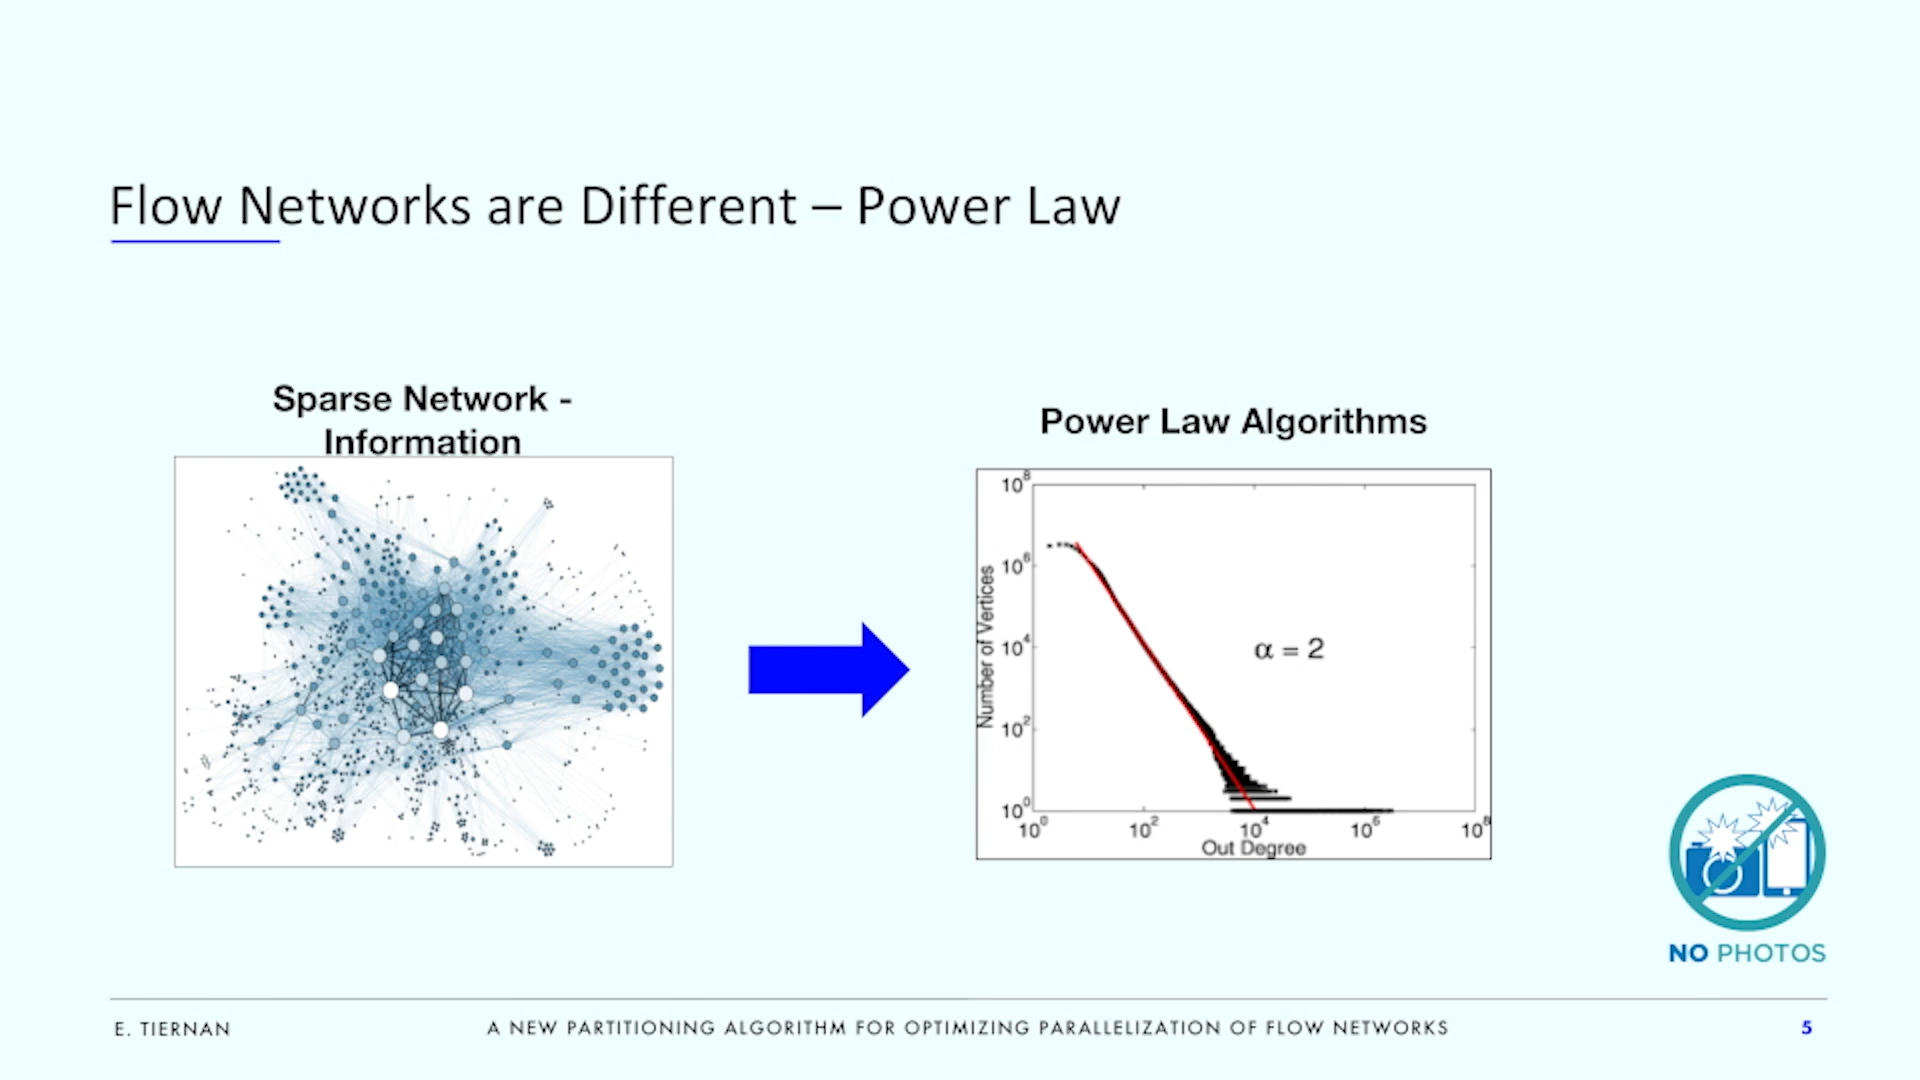 Flow Networks are Different – Power Law
Sparse Network -
Information
Power Law Algorithms
10⁸
10⁶
10⁴
10²
10⁰
Number of Vertices
α = 2
10⁰ 10² 10⁴ 10⁶ 10⁸
Out Degree
NO PHOTOS
E. TIERNAN
A NEW PARTITIONING ALGORITHM FOR OPTIMIZING PARALLELIZATION OF FLOW NETWORKS
5